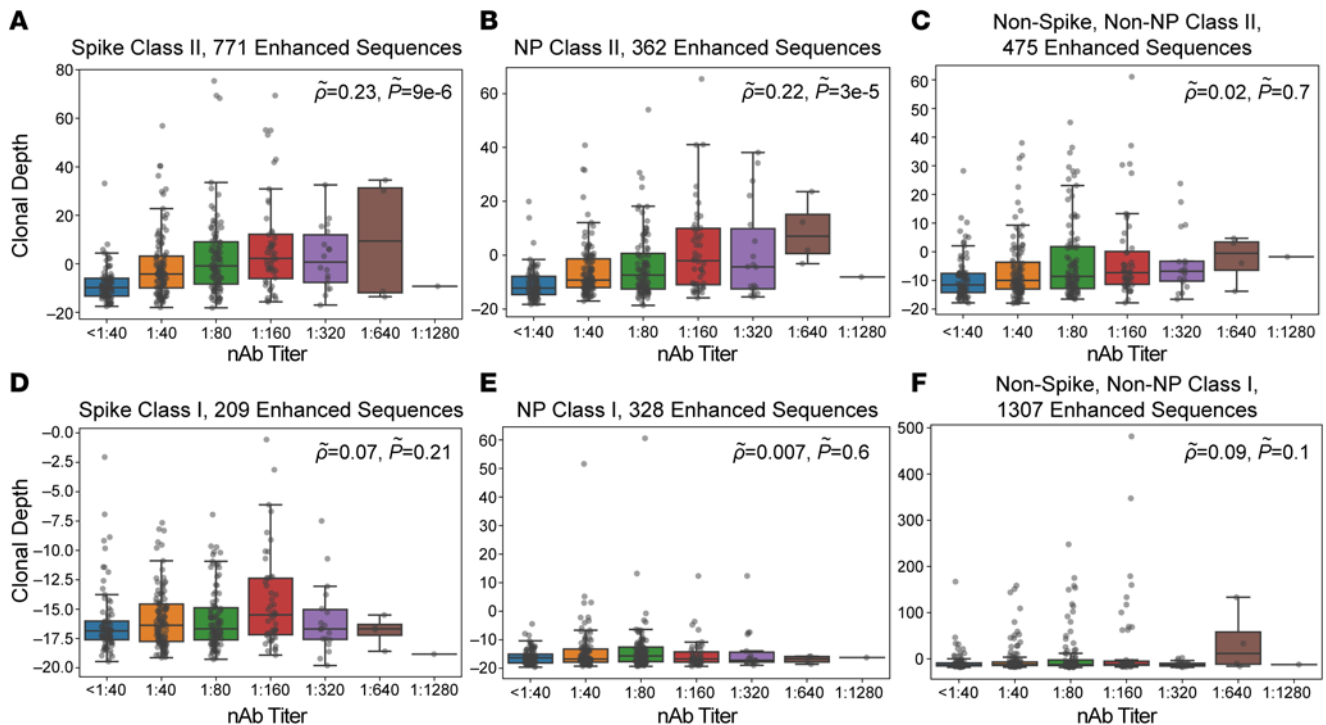 A
Spike Class II, 771 Enhanced Sequences
ρ̃=0.23, P̃=9e-6
Clonal Depth
80
60
40
20
0
−20
<1:40 1:40 1:80 1:160 1:320 1:640 1:1280
nAb Titer
B
NP Class II, 362 Enhanced Sequences
ρ̃=0.22, P̃=3e-5
60
40
20
0
−20
<1:40 1:40 1:80 1:160 1:320 1:640 1:1280
nAb Titer
C
Non-Spike, Non-NP Class II,
475 Enhanced Sequences
ρ̃=0.02, P̃=0.7
60
50
40
30
20
10
0
−10
−20
<1:40 1:40 1:80 1:160 1:320 1:640 1:1280
nAb Titer
D
Spike Class I, 209 Enhanced Sequences
ρ̃=0.07, P̃=0.21
Clonal Depth
−0.0
−2.5
−5.0
−7.5
−10.0
−12.5
−15.0
−17.5
−20.0
<1:40 1:40 1:80 1:160 1:320 1:640 1:1280
nAb Titer
E
NP Class I, 328 Enhanced Sequences
ρ̃=0.007, P̃=0.6
60
50
40
30
20
10
0
−10
−20
<1:40 1:40 1:80 1:160 1:320 1:640 1:1280
nAb Titer
F
Non-Spike, Non-NP Class I,
1307 Enhanced Sequences
ρ̃=0.09, P̃=0.1
500
400
300
200
100
0
<1:40 1:40 1:80 1:160 1:320 1:640 1:1280
nAb Titer